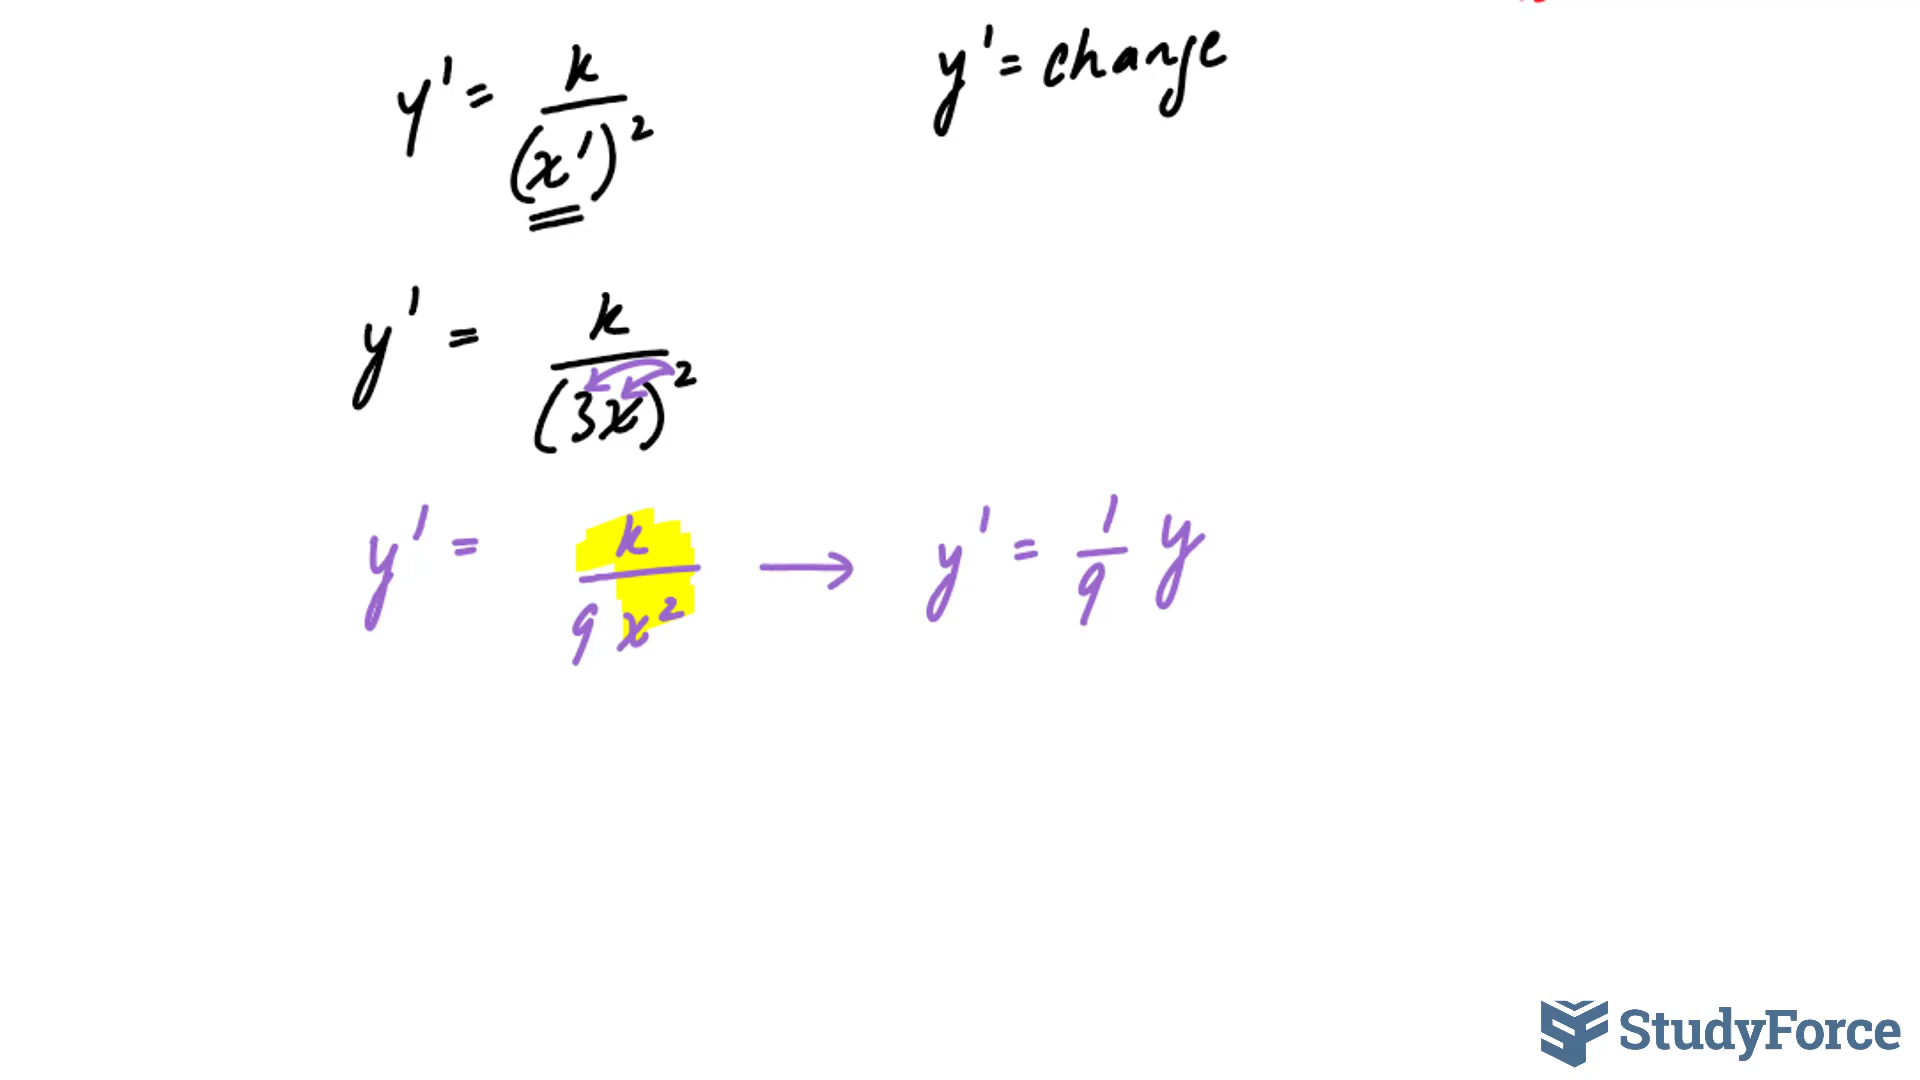 y' = k/(x')² y' = change
y' = k/(3x)²
y' = k/9x² → y' = 1/9 y
StudyForce